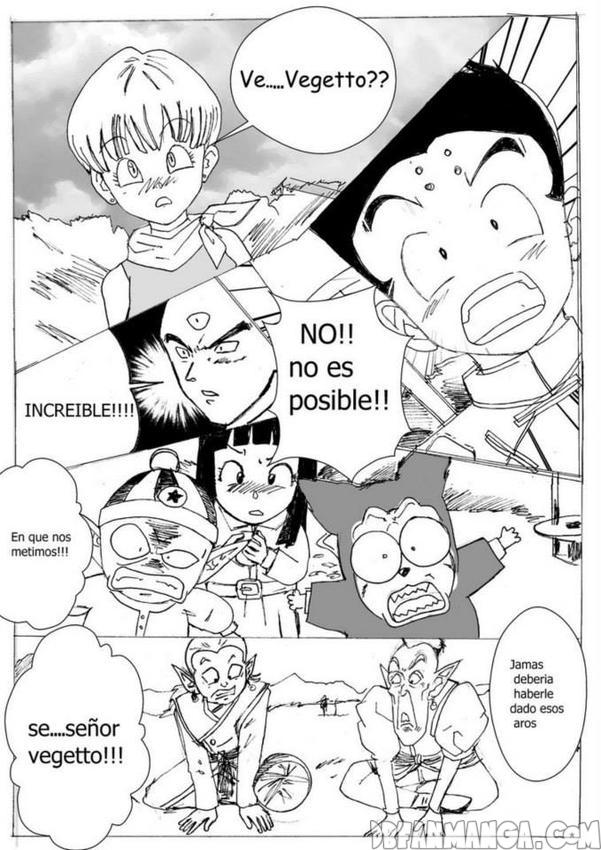 Ve.....Vegetto??
NO!!
no es
posible!!
INCREIBLE!!!!
En que nos
metimos!!!
Jamas
deberia
haberle
dado esos
aros
se....señor
vegetto!!!
DBFANMANGA.COM